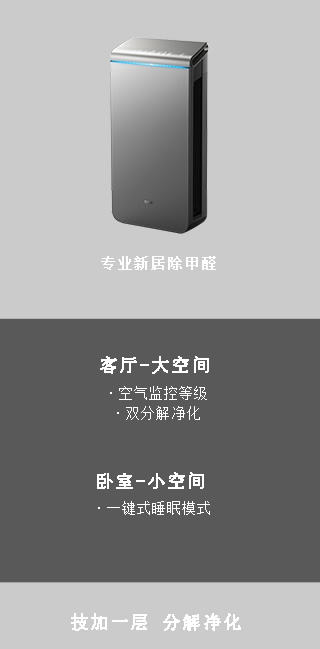 专业新居除甲醛
客厅-大空间
·空气监控等级
·双分解净化
卧室-小空间
·一键式睡眠模式
技加一层 分解净化